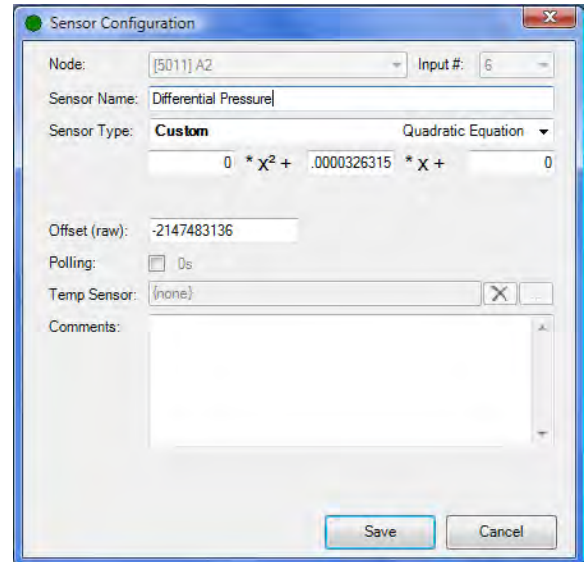 Sensor Configuration
Node: [5011] A2 Input #: 6
Sensor Name: Differential Pressure
Sensor Type: Custom Quadratic Equation
0 * X² + .0000326315 * X + 0
Offset (raw): -2147483136
Polling: 0s
Temp Sensor: {none} X ...
Comments:
Save Cancel